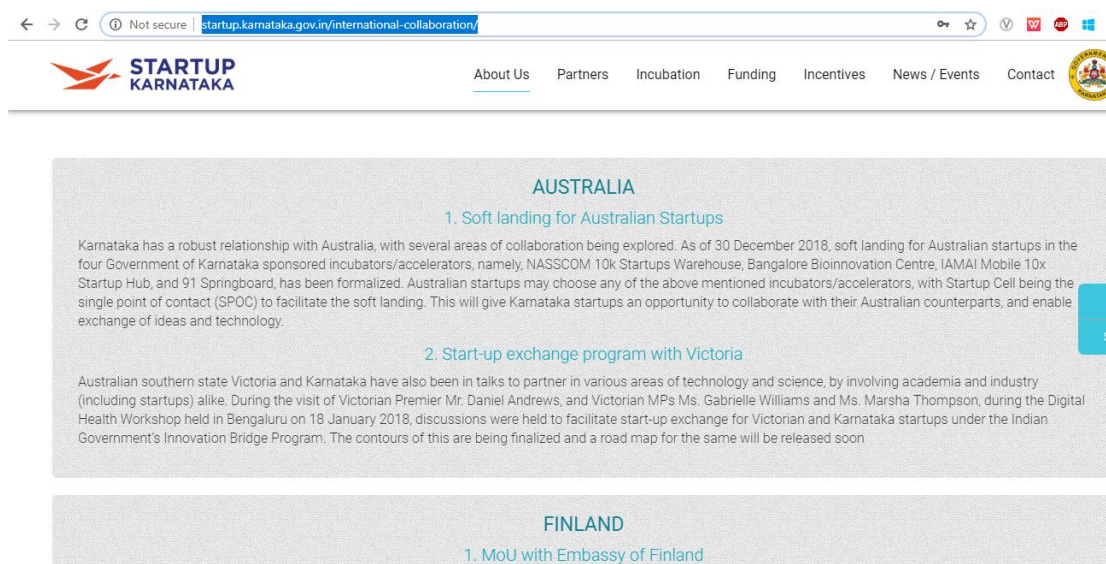 Not secure | startup.karnataka.gov.in/international-collaboration/
STARTUP
KARNATAKA
About Us Partners Incubation Funding Incentives News / Events Contact
AUSTRALIA
1. Soft landing for Australian Startups
Karnataka has a robust relationship with Australia, with several areas of collaboration being explored. As of 30 December 2018, soft landing for Australian startups in the
four Government of Karnataka sponsored incubators/accelerators, namely, NASSCOM 10k Startups Warehouse, Bangalore Bioinnovation Centre, IAMAI Mobile 10x
Startup Hub, and 91 Springboard, has been formalized. Australian startups may choose any of the above mentioned incubators/accelerators, with Startup Cell being the
single point of contact (SPOC) to facilitate the soft landing. This will give Karnataka startups an opportunity to collaborate with their Australian counterparts, and enable
exchange of ideas and technology.
2. Start-up exchange program with Victoria
Australian southern state Victoria and Karnataka have also been in talks to partner in various areas of technology and science, by involving academia and industry
(including startups) alike. During the visit of Victorian Premier Mr. Daniel Andrews, and Victorian MPs Ms. Gabrielle Williams and Ms. Marsha Thompson, during the Digital
Health Workshop held in Bengaluru on 18 January 2018, discussions were held to facilitate start-up exchange for Victorian and Karnataka startups under the Indian
Government's Innovation Bridge Program. The contours of this are being finalized and a road map for the same will be released soon
FINLAND
1. MoU with Embassy of Finland